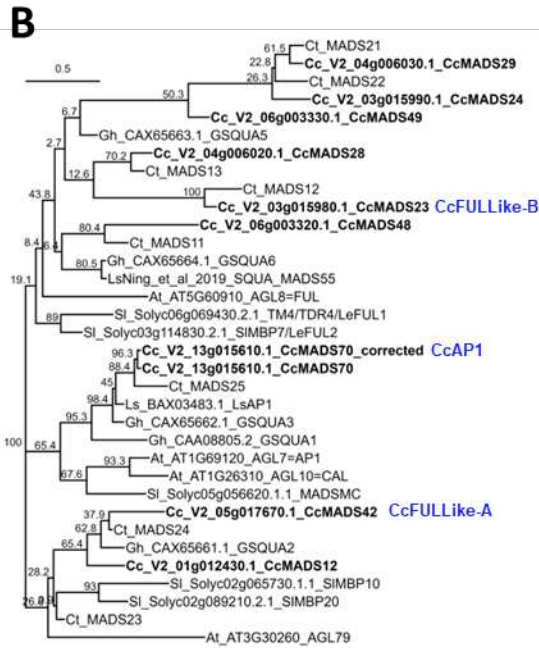 B
0.5
61.5 Ct_MADS21
22.8 Cc_V2_04g006030.1_CcMADS29
26.3 Ct_MADS22
Cc_V2_03g015990.1_CcMADS24
50.3 Cc_V2_06g003330.1_CcMADS49
6.7 Gh_CAX65663.1_GSQUA5
2.7 70.2 Cc_V2_04g006020.1_CcMADS28
12.6 Ct_MADS13
100 Ct_MADS12
43.8 Cc_V2_03g015980.1_CcMADS23 CcFULLike-B
80.4 Cc_V2_06g003320.1_CcMADS48
8.4 6.4 Ct_MADS11
80.5 Gh_CAX65664.1_GSQUA6
LsNing_et_al_2019_SQUA_MADS55
19.1 At_AT5G60910_AGL8=FUL
89 Sl_Solyc06g069430.2.1_TM4/TDR4/LeFUL1
Sl_Solyc03g114830.2.1_SlMBP7/LeFUL2
96.3 Cc_V2_13g015610.1_CcMADS70_corrected CcAP1
88.4 Cc_V2_13g015610.1_CcMADS70
45 Ct_MADS25
98.4 Ls_BAX03483.1_LsAP1
95.3 Gh_CAX65662.1_GSQUA3
100 65.4 Gh_CAA08805.2_GSQUA1
93.3 At_AT1G69120_AGL7=AP1
67.6 At_AT1G26310_AGL10=CAL
Sl_Solyc05g056620.1.1_MADSMC
37.9 Cc_V2_05g017670.1_CcMADS42 CcFULLike-A
62.8 Ct_MADS24
65.4 Gh_CAX65661.1_GSQUA2
Cc_V2_01g012430.1_CcMADS12
28.2 93 Sl_Solyc02g065730.1.1_SlMBP10
Sl_Solyc02g089210.2.1_SlMBP20
Ct_MADS23
At_AT3G30260_AGL79